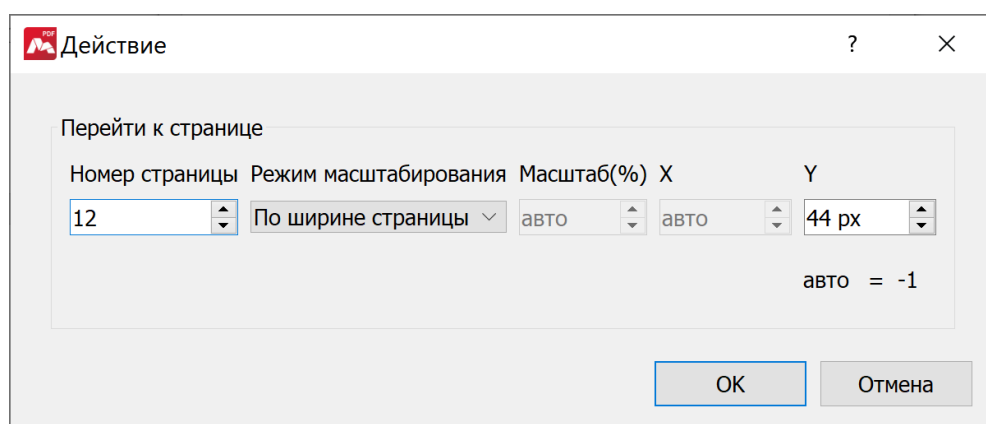 PDF
Действие ?
Перейти к странице
Номер страницы Режим масштабирования Масштаб(%) X Y
12 По ширине страницы авто авто 44 px
авто = -1
OK Отмена